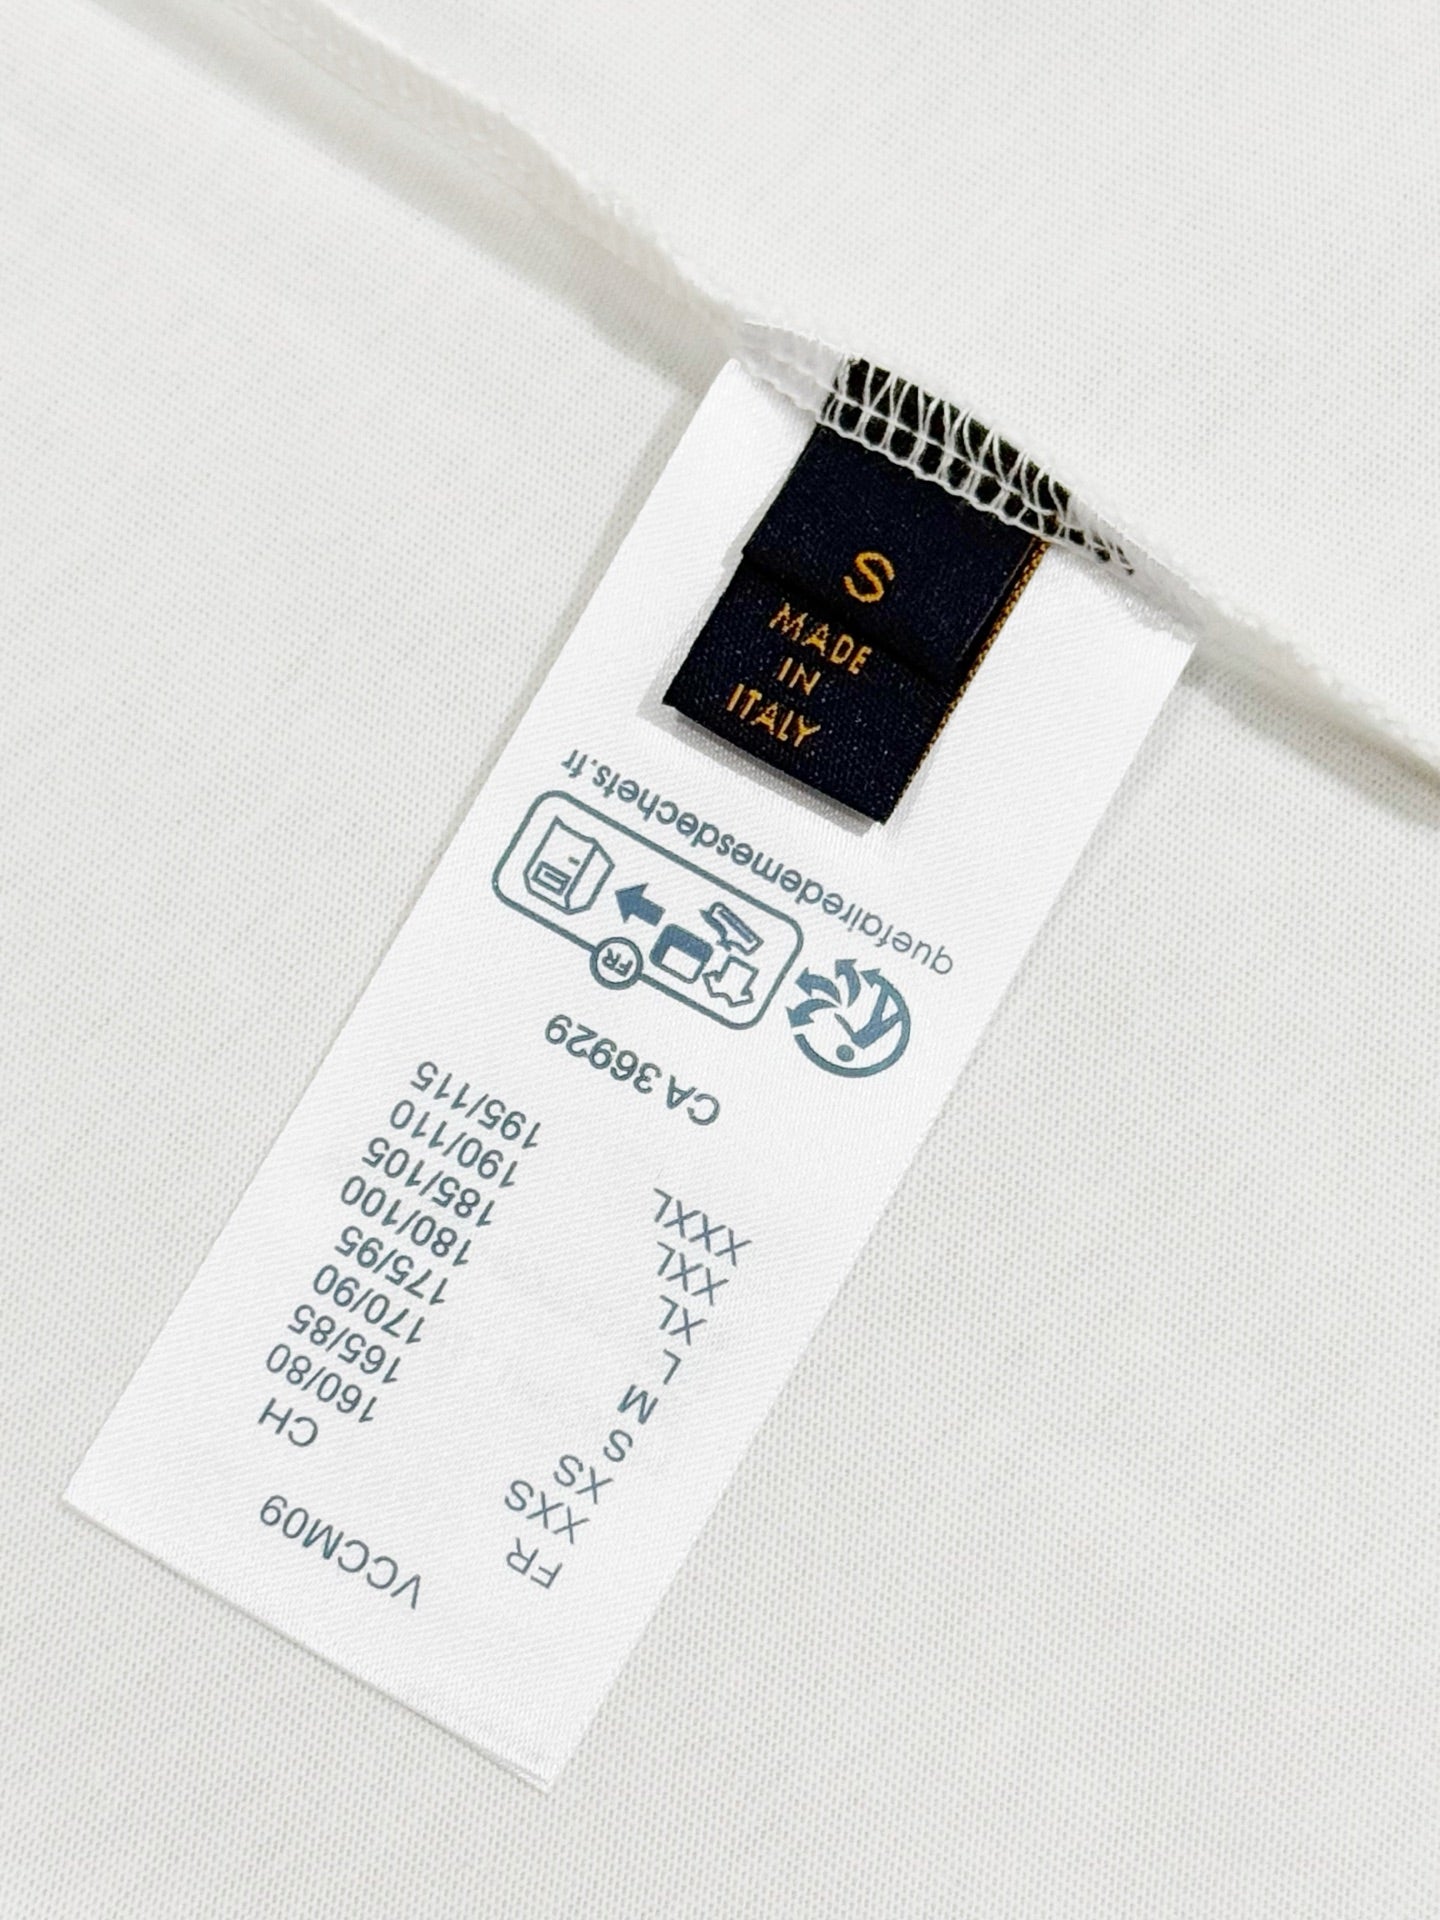 S
MADE
IN
ITALY
VCCM09
FR CH
XXS 160/80
XS 165/85
S 170/90
M 175/95
L 180/100
XL 185/105
XXL 190/110
XXXL 195/115
CA 36929
FR
quefairedemesdechets.fr